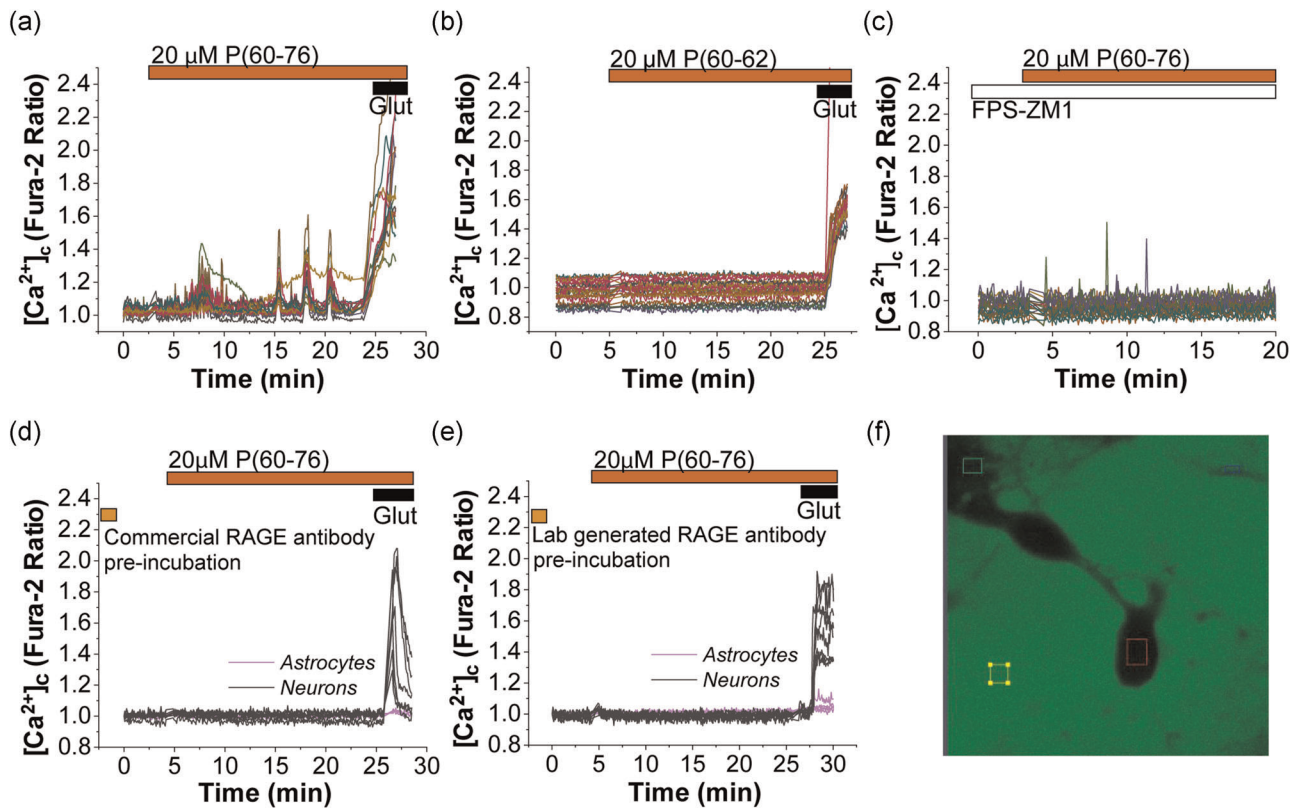 (a)
20 µM P(60-76)
Glut
2.4
2.2
2.0
1.8
1.6
1.4
1.2
1.0
[Ca²⁺]c (Fura-2 Ratio)
0 5 10 15 20 25 30
Time (min)
(b)
20 µM P(60-62)
Glut
2.4
2.2
2.0
1.8
1.6
1.4
1.2
1.0
0.8
[Ca²⁺]c (Fura-2 Ratio)
0 5 10 15 20 25
Time (min)
(c)
20 µM P(60-76)
FPS-ZM1
2.4
2.2
2.0
1.8
1.6
1.4
1.2
1.0
0.8
[Ca²⁺]c (Fura-2 Ratio)
0 5 10 15 20
Time (min)
(d)
20µM P(60-76)
Glut
Commercial RAGE antibody
pre-incubation
Astrocytes
Neurons
2.4
2.2
2.0
1.8
1.6
1.4
1.2
1.0
0.8
[Ca²⁺]c (Fura-2 Ratio)
0 5 10 15 20 25 30
Time (min)
(e)
20µM P(60-76)
Glut
Lab generated RAGE antibody
pre-incubation
Astrocytes
Neurons
2.4
2.2
2.0
1.8
1.6
1.4
1.2
1.0
0.8
[Ca²⁺]c (Fura-2 Ratio)
0 5 10 15 20 25 30
Time (min)
(f)